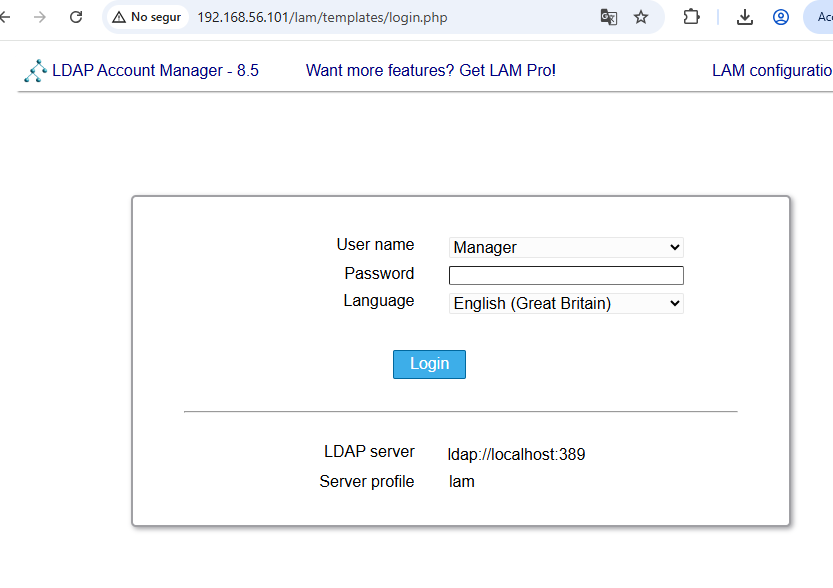 No segur
192.168.56.101/lam/templates/login.php
LDAP Account Manager - 8.5
Want more features? Get LAM Pro!
LAM configuratio
User name
Manager
Password
Language
English (Great Britain)
Login
LDAP server
ldap://localhost:389
Server profile
lam